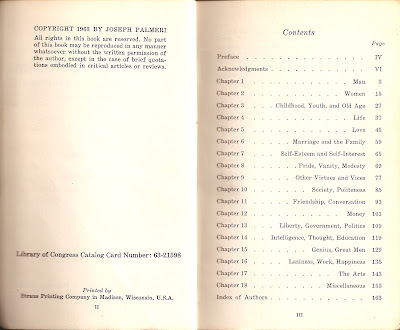 COPYRIGHT 1963 BY JOSEPH PALMERI
All rights in this book are reserved. No part
of this book may be reproduced in any manner
whatsoever without the written permission of
the author, except in the case of brief quota-
tions embodied in critical articles or reviews.
Library of Congress Catalog Card Number: 63-21598
Printed by
Straus Printing Company in Madison, Wisconsin, U.S.A.
II
Contents
Page
Preface . . . . . . . . . . . . . . IV
Acknowledgments . . . . . . . . . . . . . VI
Chapter 1 . . . . . . . . . . . Man 3
Chapter 2 . . . . . . . . . . Women 15
Chapter 3 . . . Childhood, Youth, and Old Age 27
Chapter 4 . . . . . . . . . . . Life 37
Chapter 5 . . . . . . . . . . . Love 45
Chapter 6 . . . . . Marriage and the Family 59
Chapter 7 . . . Self-Esteem and Self-Interest 65
Chapter 8 . . . . . . Pride, Vanity, Modesty 69
Chapter 9 . . . . . Other Virtues and Vices 77
Chapter 10 . . . . . . . Society, Politeness 85
Chapter 11 . . . . . Friendship, Conversation 93
Chapter 12 . . . . . . . . . . Money 101
Chapter 13 . . . Liberty, Government, Politics 109
Chapter 14 . . Intelligence, Thought, Education 119
Chapter 15 . . . . . . . Genius, Great Men 129
Chapter 16 . . . . Laziness, Work, Happiness 135
Chapter 17 . . . . . . . . . The Arts 143
Chapter 18 . . . . . . . . Miscellaneous 153
Index of Authors . . . . . . . . . . . . 163
III